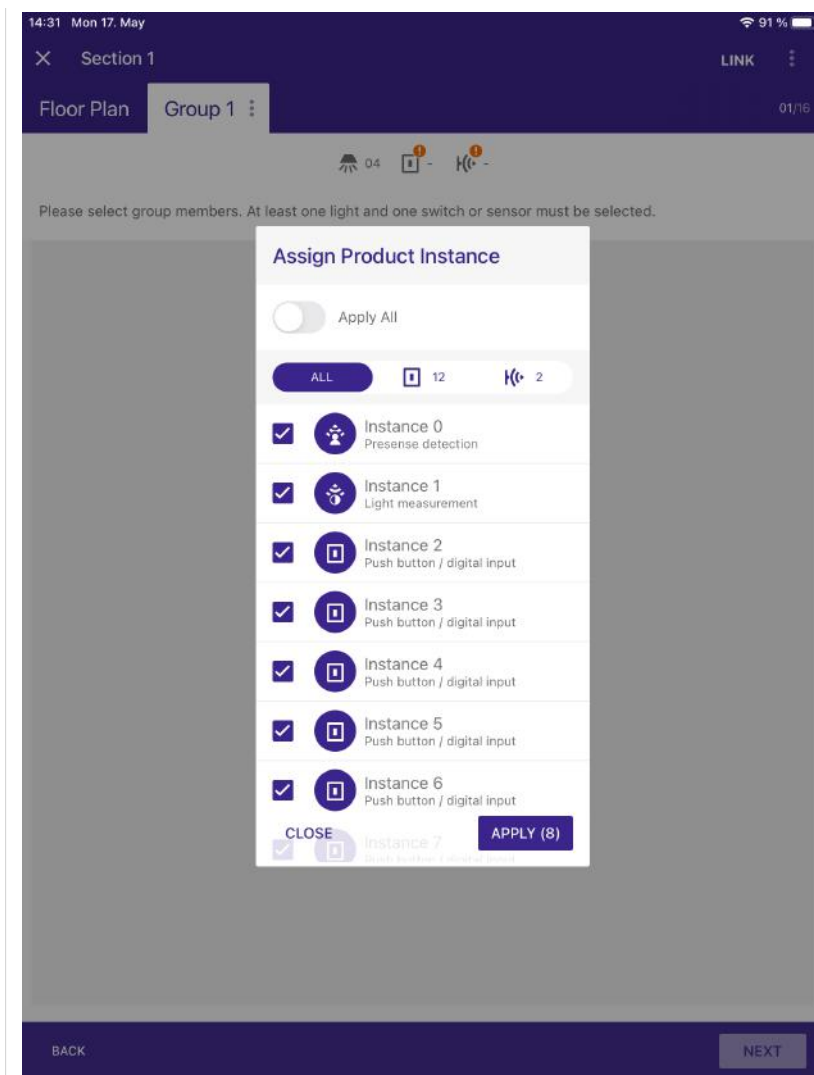 14:31 Mon 17. May 91 %
Section 1 LINK
Floor Plan Group 1 01/16
04 - -
Please select group members. At least one light and one switch or sensor must be selected.
Assign Product Instance
Apply All
ALL 12 2
Instance 0
Presense detection
Instance 1
Light measurement
Instance 2
Push button / digital input
Instance 3
Push button / digital input
Instance 4
Push button / digital input
Instance 5
Push button / digital input
Instance 6
Push button / digital input
CLOSE APPLY (8)
Instance 7
Push button / digital input
BACK NEXT